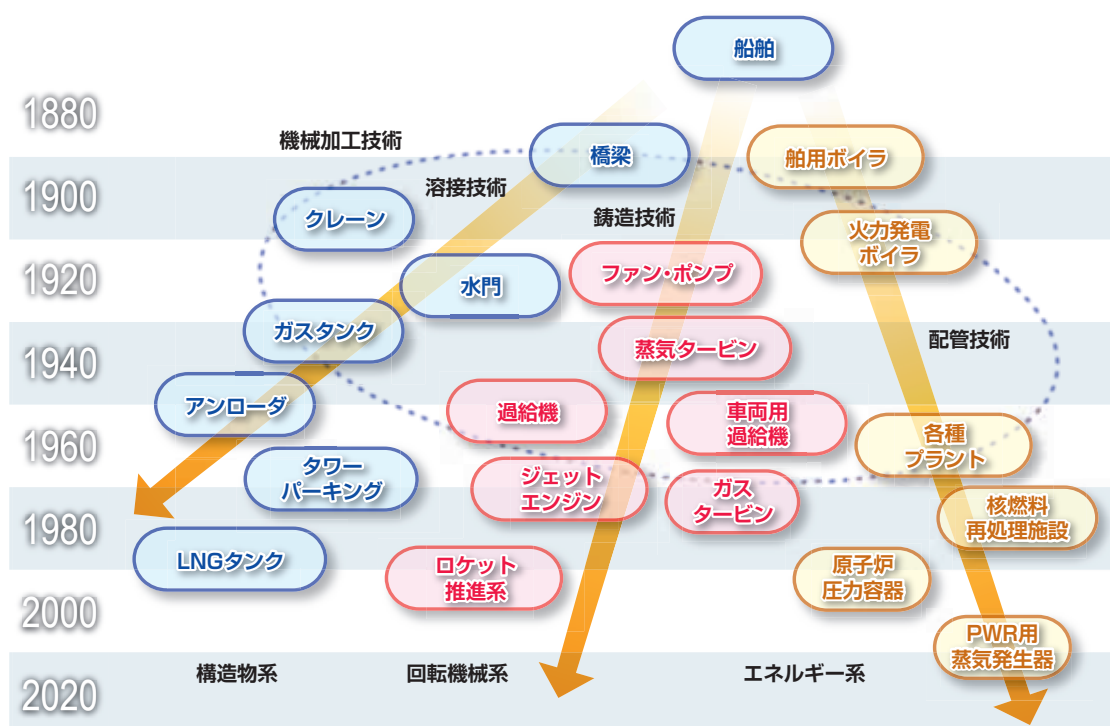 船舶
1880
機械加工技術
橋梁
舶用ボイラ
溶接技術
1900
クレーン
鋳造技術
火力発電
ボイラ
1920
水門
ファン・ポンプ
ガスタンク
蒸気タービン
配管技術
1940
アンローダ
過給機
車両用
過給機
各種
プラント
1960
タワー
パーキング
ジェット
エンジン
ガス
タービン
核燃料
再処理施設
1980
LNGタンク
ロケット
推進系
原子炉
圧力容器
2000
PWR用
蒸気発生器
構造物系
回転機械系
エネルギー系
2020